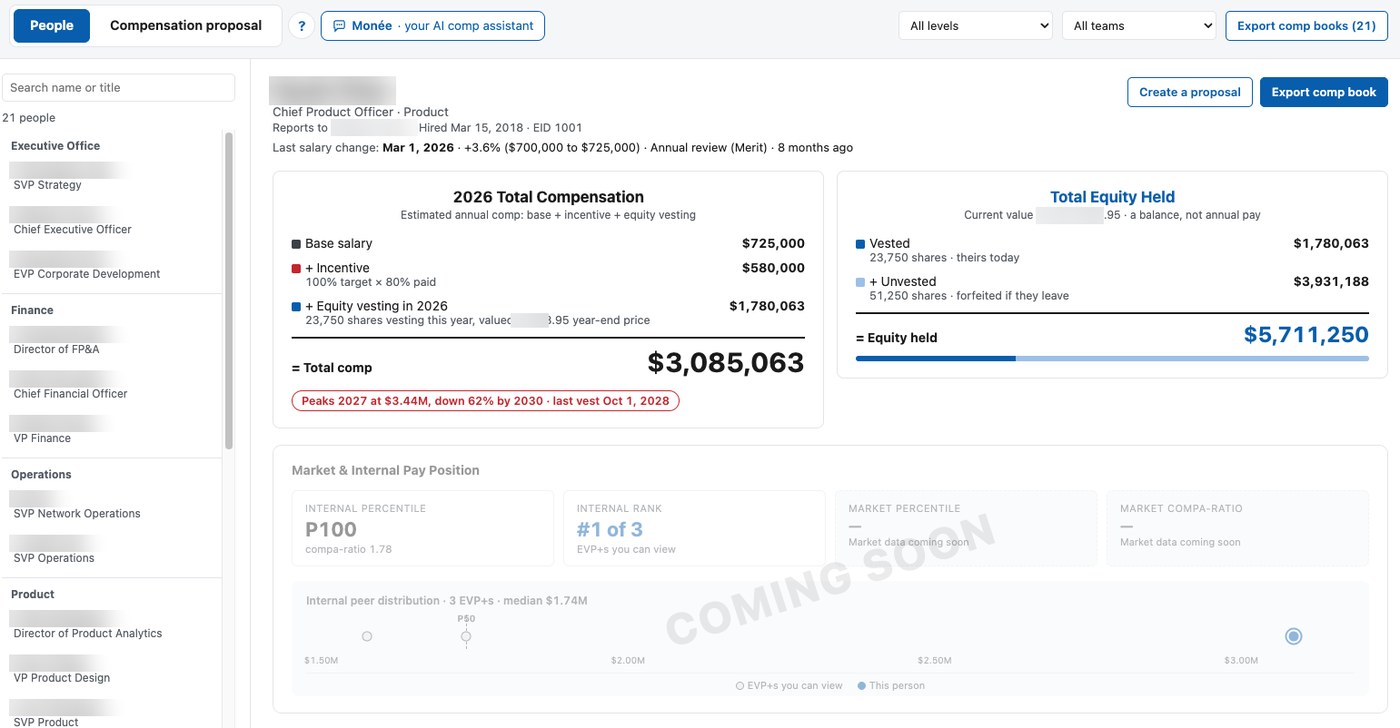 People
Compensation proposal
?
Monée · your AI comp assistant
All levels
All teams
Export comp books (21)
Search name or title
21 people
Executive Office
SVP Strategy
Chief Executive Officer
EVP Corporate Development
Finance
Director of FP&A
Chief Financial Officer
VP Finance
Operations
SVP Network Operations
SVP Operations
Product
Director of Product Analytics
VP Product Design
SVP Product
Create a proposal
Export comp book
Chief Product Officer · Product
Reports to Hired Mar 15, 2018 · EID 1001
Last salary change: Mar 1, 2026 · +3.6% ($700,000 to $725,000) · Annual review (Merit) · 8 months ago
2026 Total Compensation
Estimated annual comp: base + incentive + equity vesting
Base salary $725,000
+ Incentive $580,000
100% target × 80% paid
+ Equity vesting in 2026 $1,780,063
23,750 shares vesting this year, valued .95 year-end price
= Total comp $3,085,063
Peaks 2027 at $3.44M, down 62% by 2030 · last vest Oct 1, 2028
Total Equity Held
Current value .95 · a balance, not annual pay
Vested $1,780,063
23,750 shares · theirs today
+ Unvested $3,931,188
51,250 shares · forfeited if they leave
= Equity held $5,711,250
Market & Internal Pay Position
INTERNAL PERCENTILE
P100
compa-ratio 1.78
INTERNAL RANK
#1 of 3
EVP+s you can view
MARKET PERCENTILE
—
Market data coming soon
MARKET COMPA-RATIO
—
Market data coming soon
COMING SOON
Internal peer distribution · 3 EVP+s · median $1.74M
P50
$1.50M $2.00M $2.50M $3.00M
EVP+s you can view This person